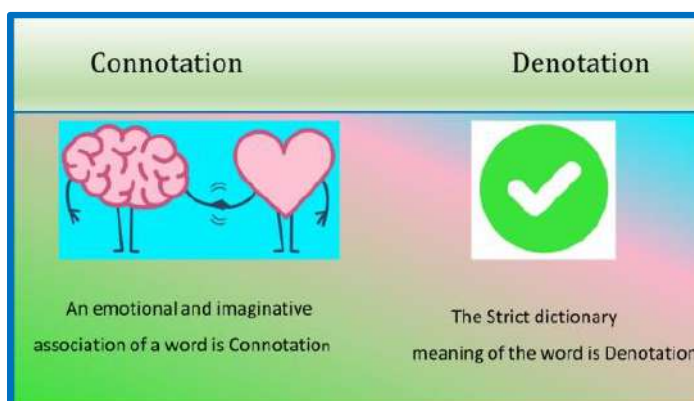 Connotation
Denotation
An emotional and imaginative
association of a word is Connotation
The Strict dictionary
meaning of the word is Denotation